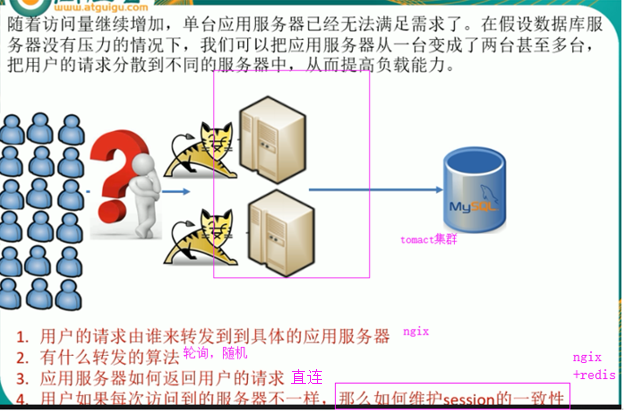 www.atguigu.com
随着访问量继续增加，单台应用服务器已经无法满足需求了。在假设数据库服
务器没有压力的情况下，我们可以把应用服务器从一台变成了两台甚至多台，
把用户的请求分散到不同的服务器中，从而提高负载能力。
MySQL
tomact集群
1. 用户的请求由谁来转发到到具体的应用服务器 ngix
2. 有什么转发的算法 轮询，随机
3. 应用服务器如何返回用户的请求 直连
ngix
+redis
4. 用户如果每次访问到的服务器不一样，那么如何维护session的一致性